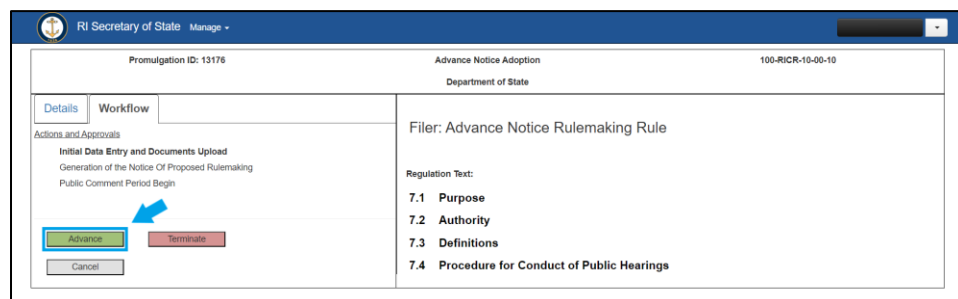 RI Secretary of State Manage
Promulgation ID: 13176
Advance Notice Adoption
100-RICR-10-00-10
Department of State
Details
Workflow
Actions and Approvals
Initial Data Entry and Documents Upload
Generation of the Notice Of Proposed Rulemaking
Public Comment Period Begin
Advance
Terminate
Cancel
Filer: Advance Notice Rulemaking Rule
Regulation Text:
7.1 Purpose
7.2 Authority
7.3 Definitions
7.4 Procedure for Conduct of Public Hearings